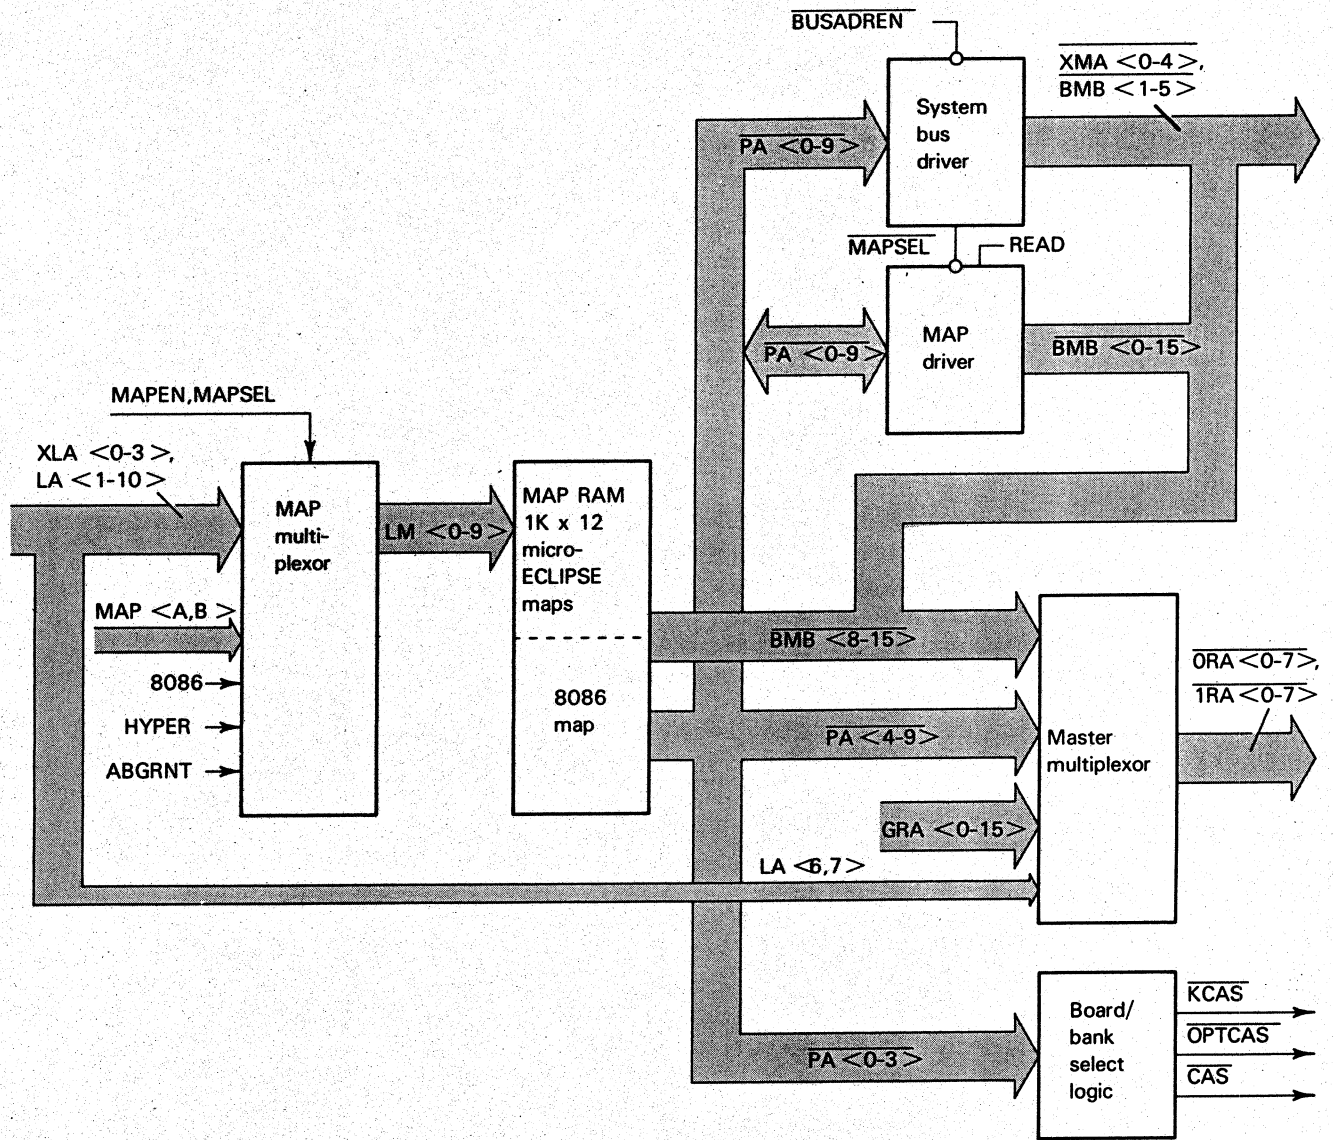 BUSADREN
XMA <0-4>,
BMB <1-5>
System
bus
driver
PA <0-9>
MAPSEL
READ
MAP
driver
PA <0-9>
BMB <0-15>
MAPEN,MAPSEL
XLA <0-3>,
LA <1-10>
MAP
multi-
plexor
LM <0-9>
MAP RAM
1K x 12
micro-
ECLIPSE
maps
8086
map
MAP <A,B>
8086
HYPER
ABGRNT
BMB <8-15>
PA <4-9>
GRA <0-15>
LA <6,7>
Master
multiplexor
0RA <0-7>,
1RA <0-7>
PA <0-3>
Board/
bank
select
logic
KCAS
OPTCAS
CAS